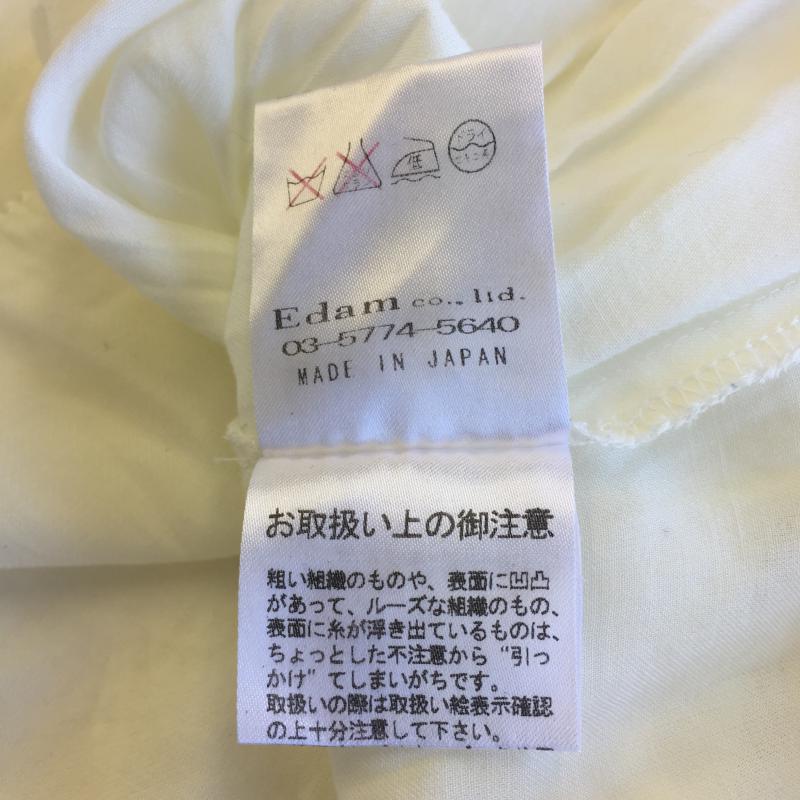 低
ドライ
セキユ系
Edam co., ltd.
03-5774-5640
MADE IN JAPAN
お取扱い上の御注意
粗い組織のものや、表面に凹凸
があって、ルーズな組織のもの、
表面に糸が浮き出ているものは、
ちょっとした不注意から“引っ
かけ”てしまいがちです。
取扱いの際は取扱い絵表示確認
の上十分注意して下さい。